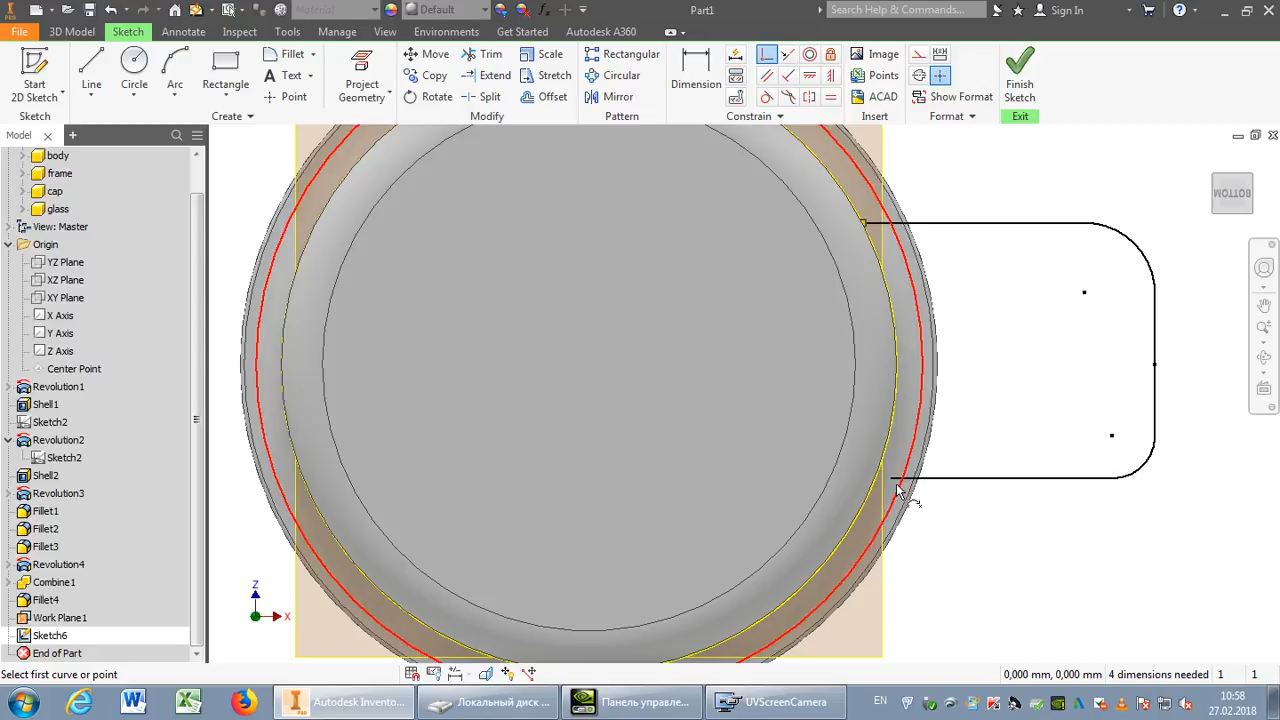 Material
Default
Part1
Search Help & Commands...
Sign In
File
3D Model
Sketch
Annotate
Inspect
Tools
Manage
View
Environments
Get Started
Autodesk A360
Start
2D Sketch
Line
Circle
Arc
Rectangle
Fillet
Text
Point
Project
Geometry
Move
Copy
Rotate
Trim
Extend
Split
Scale
Stretch
Offset
Rectangular
Circular
Mirror
Dimension
Image
Points
ACAD
Show Format
Finish
Sketch
Sketch
Create
Modify
Pattern
Constrain
Insert
Format
Exit
Model
body
frame
cap
glass
View: Master
Origin
YZ Plane
XZ Plane
XY Plane
X Axis
Y Axis
Z Axis
Center Point
Revolution1
Shell1
Sketch2
Revolution2
Sketch2
Shell2
Revolution3
Fillet1
Fillet2
Fillet3
Revolution4
Combine1
Fillet4
Work Plane1
Sketch6
End of Part
BOTTOM
Z
X
Select first curve or point
0,000 mm, 0,000 mm
4 dimensions needed
1
1
Autodesk Invento...
Локальный диск ...
Панель управле...
UVScreenCamera
EN
10:58
27.02.2018